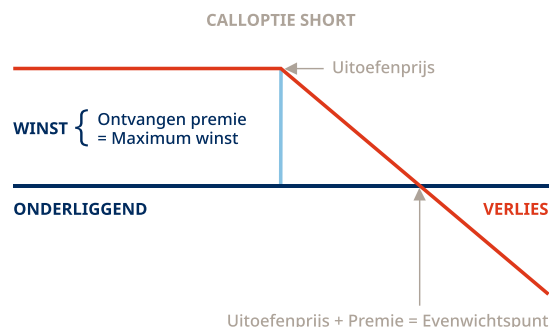 CALLOPTIE SHORT
Uitoefenprijs
WINST { Ontvangen premie
= Maximum winst
ONDERLIGGEND
VERLIES
Uitoefenprijs + Premie = Evenwichtspunt